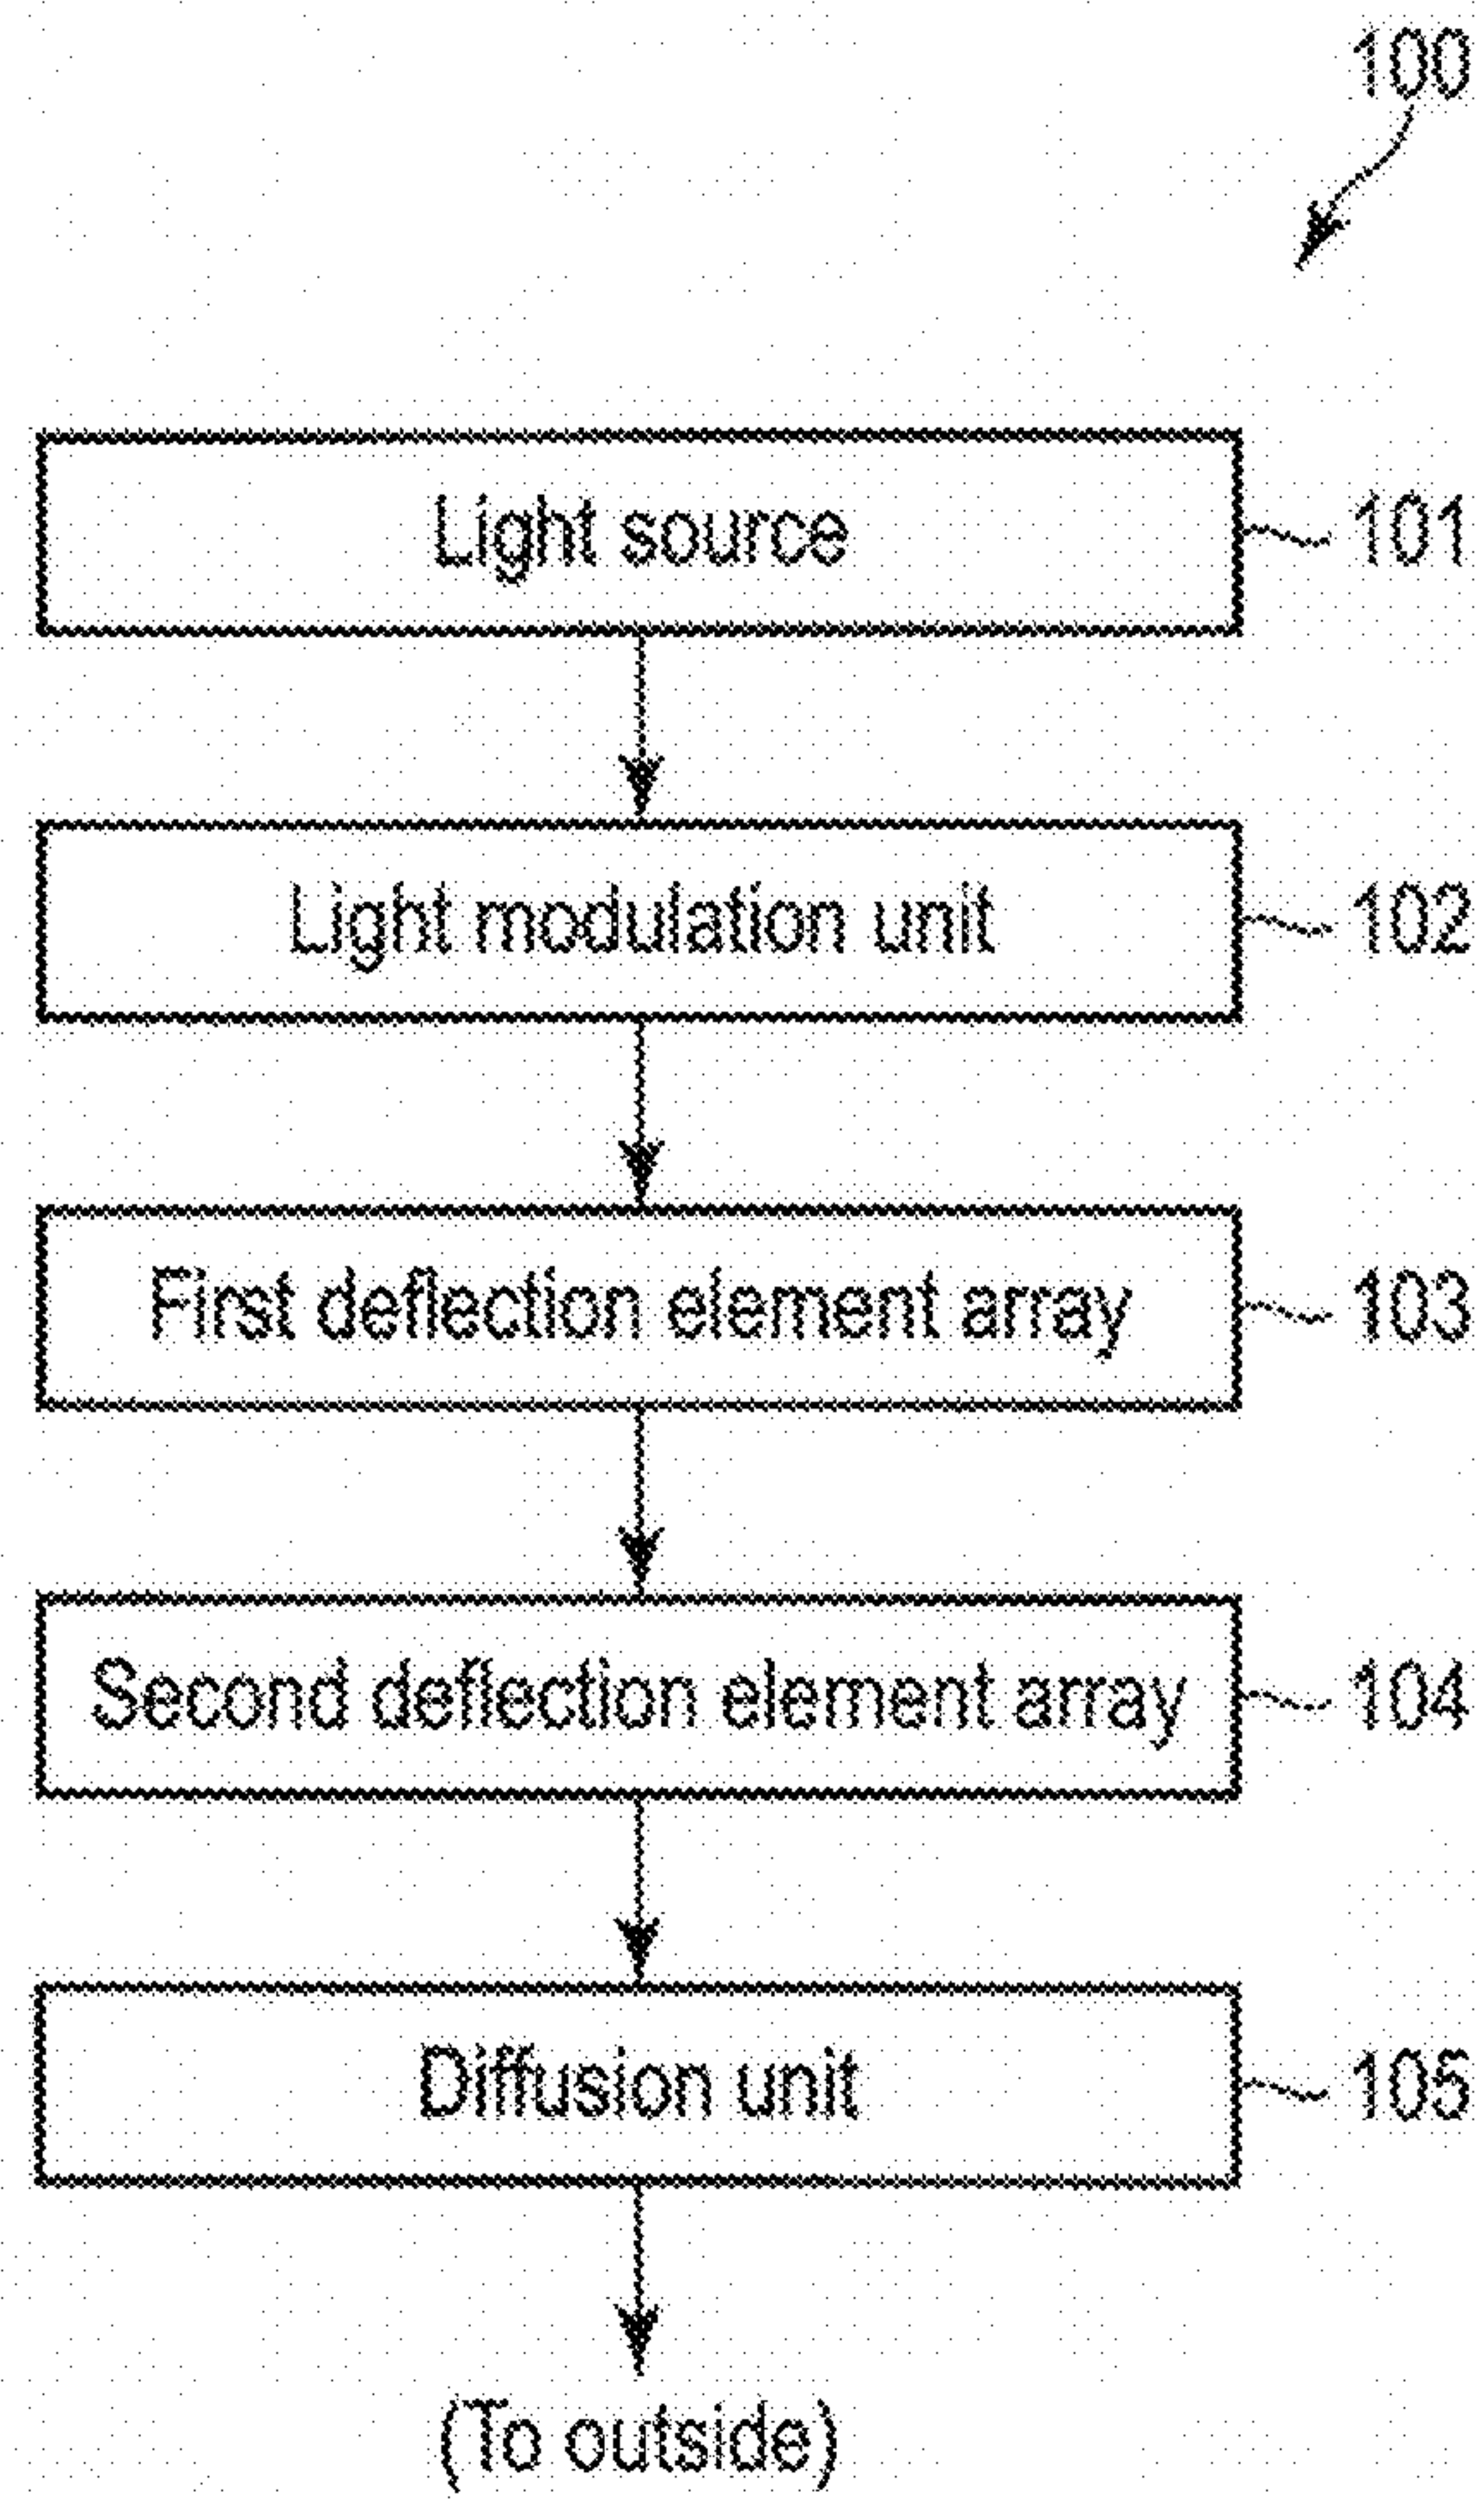 100
Light source 101
Light modulation unit 102
First deflection element array 103
Second deflection element array 104
Diffusion unit 105
(To outside)